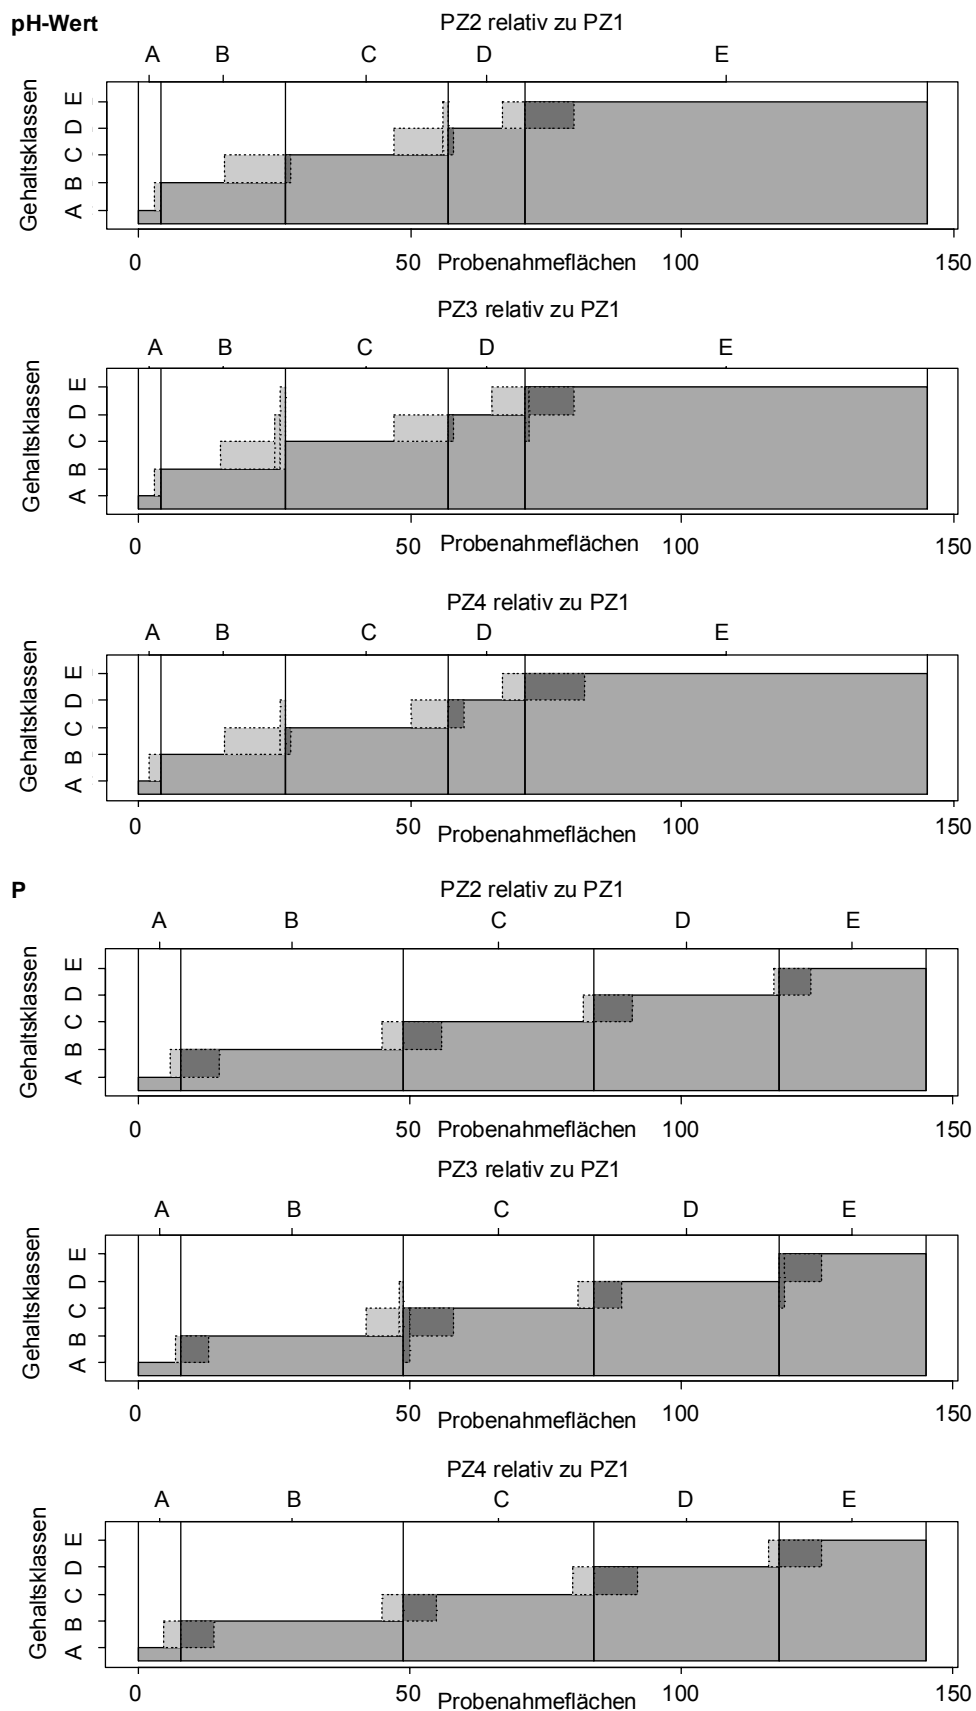 pH-Wert
PZ2 relativ zu PZ1
A B C D E
Gehaltsklassen
A B C D E
0 50 Probenahmeflächen 100 150
PZ3 relativ zu PZ1
A B C D E
Gehaltsklassen
A B C D E
0 50 Probenahmeflächen 100 150
PZ4 relativ zu PZ1
A B C D E
Gehaltsklassen
A B C D E
0 50 Probenahmeflächen 100 150
P
PZ2 relativ zu PZ1
A B C D E
Gehaltsklassen
A B C D E
0 50 Probenahmeflächen 100 150
PZ3 relativ zu PZ1
A B C D E
Gehaltsklassen
A B C D E
0 50 Probenahmeflächen 100 150
PZ4 relativ zu PZ1
A B C D E
Gehaltsklassen
A B C D E
0 50 Probenahmeflächen 100 150